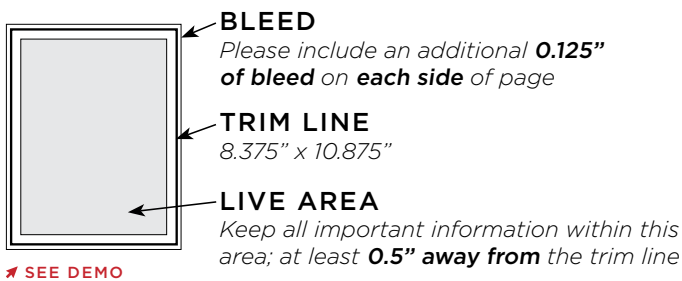 BLEED
Please include an additional 0.125”
of bleed on each side of page
TRIM LINE
8.375” x 10.875”
LIVE AREA
Keep all important information within this
area; at least 0.5” away from the trim line
SEE DEMO